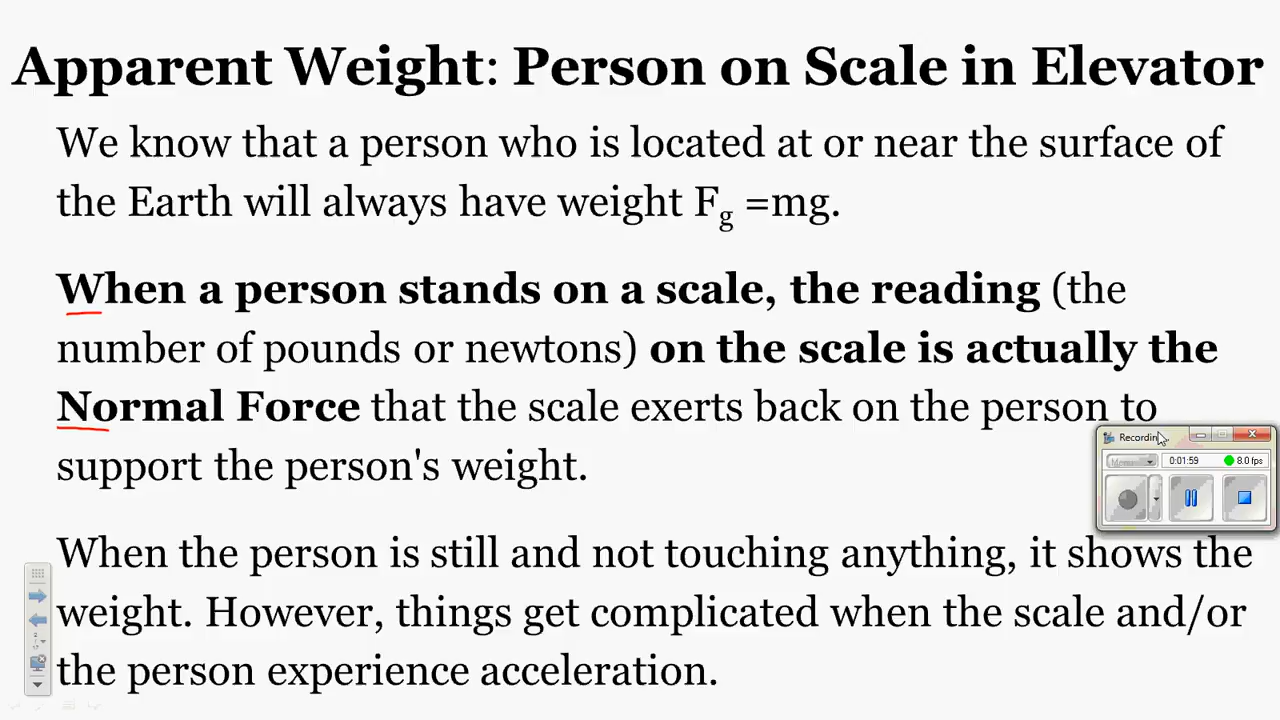 Apparent Weight: Person on Scale in Elevator
We know that a person who is located at or near the surface of
the Earth will always have weight Fg =mg.
When a person stands on a scale, the reading (the
number of pounds or newtons) on the scale is actually the
Normal Force that the scale exerts back on the person to
support the person's weight.
Recordin...
0:01:59 8.0 fps
When the person is still and not touching anything, it shows the
weight. However, things get complicated when the scale and/or
the person experience acceleration.